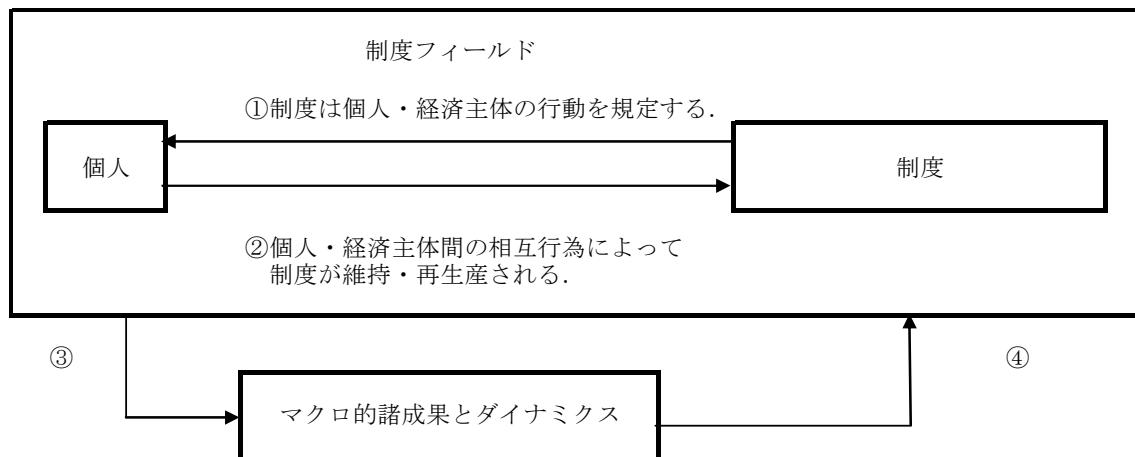 制度フィールド
①制度は個人・経済主体の行動を規定する.
個人
制度
②個人・経済主体間の相互行為によって
制度が維持・再生産される.
③
④
マクロ的諸成果とダイナミクス